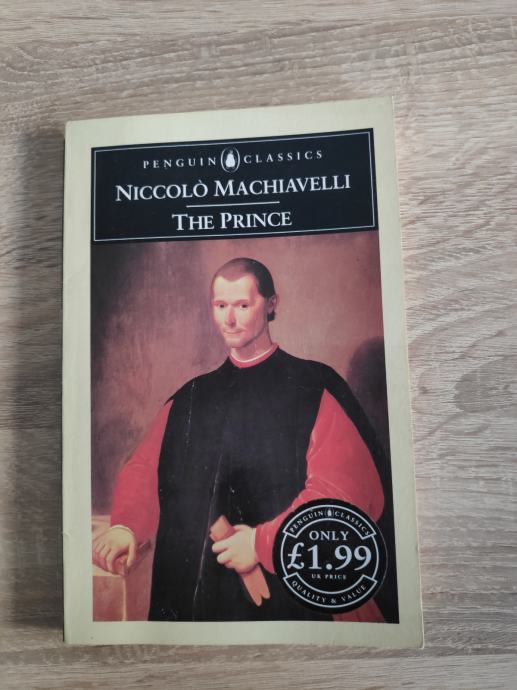 PENGUIN CLASSICS
NICCOLÒ MACHIAVELLI
THE PRINCE
PENGUIN CLASSICS
ONLY
£1.99
UK PRICE
QUALITY & VALUE